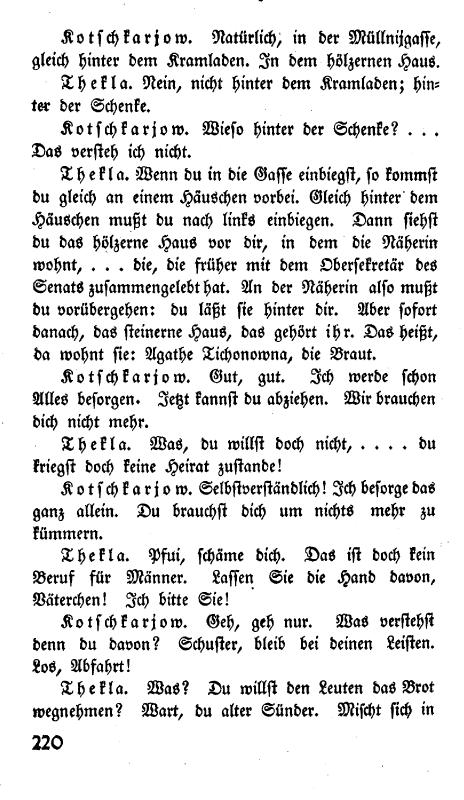 Kotschkarjow. Natürlich, in der Müllnijgasse,
gleich hinter dem Kramladen. In dem hölzernen Haus.
Thekla. Nein, nicht hinter dem Kramladen; hin-
ter der Schenke.
Kotschkarjow. Wieso hinter der Schenke? . . .
Das versteh ich nicht.
Thekla. Wenn du in die Gasse einbiegst, so kommst
du gleich an einem Häuschen vorbei. Gleich hinter dem
Häuschen mußt du nach links einbiegen. Dann siehst
du das hölzerne Haus vor dir, in dem die Näherin
wohnt, . . . die, die früher mit dem Obersekretär des
Senats zusammengelebt hat. An der Näherin also mußt
du vorübergehen: du läßt sie hinter dir. Aber sofort
danach, das steinerne Haus, das gehört ihr. Das heißt,
da wohnt sie: Agathe Tichonowna, die Braut.
Kotschkarjow. Gut, gut. Ich werde schon
Alles besorgen. Jetzt kannst du abziehen. Wir brauchen
dich nicht mehr.
Thekla. Was, du willst doch nicht, . . . . du
kriegst doch keine Heirat zustande!
Kotschkarjow. Selbstverständlich! Ich besorge das
ganz allein. Du brauchst dich um nichts mehr zu
kümmern.
Thekla. Pfui, schäme dich. Das ist doch kein
Beruf für Männer. Lassen Sie die Hand davon,
Väterchen! Ich bitte Sie!
Kotschkarjow. Geh, geh nur. Was verstehst
denn du davon? Schuster, bleib bei deinen Leisten.
Los, Abfahrt!
Thekla. Was? Du willst den Leuten das Brot
wegnehmen? Wart, du alter Sünder. Mischt sich in
220